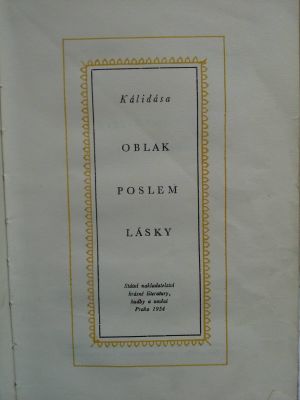 Kálidása
OBLAK
POSLEM
LÁSKY
Státní nakladatelství
krásné literatury,
hudby a umění
Praha 1954